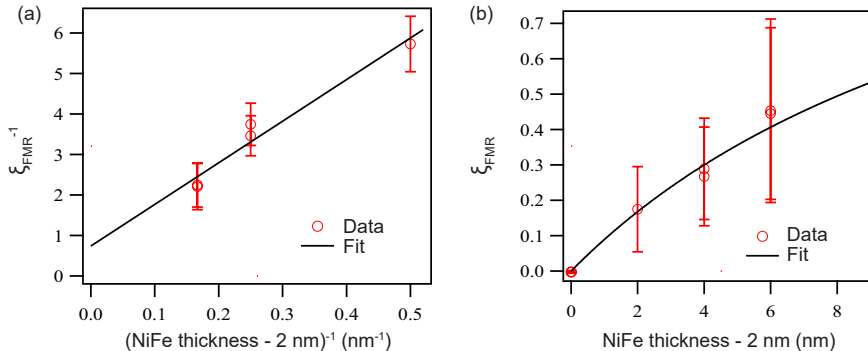 (a)
6
5
4
3
2
1
0
ξFMR⁻¹
Data
Fit
0.0 0.1 0.2 0.3 0.4 0.5
(NiFe thickness - 2 nm)⁻¹ (nm⁻¹)
(b)
0.7
0.6
0.5
0.4
0.3
0.2
0.1
0.0
ξFMR
Data
Fit
0 2 4 6 8
NiFe thickness - 2 nm (nm)